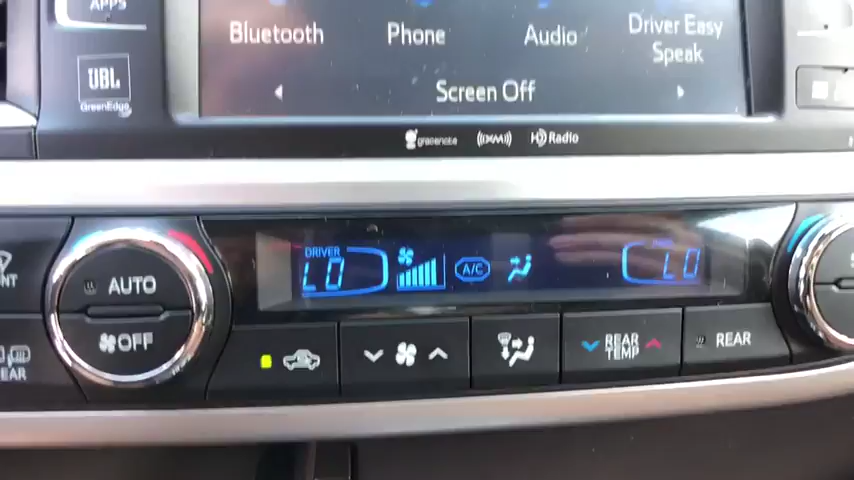 APPS
Bluetooth
Phone
Audio
Driver Easy
Speak
UBL
GreenEdge
Screen Off
gracenote
((XM))
HD Radio
DRIVER
LO
A/C
LO
AUTO
OFF
REAR
TEMP
REAR